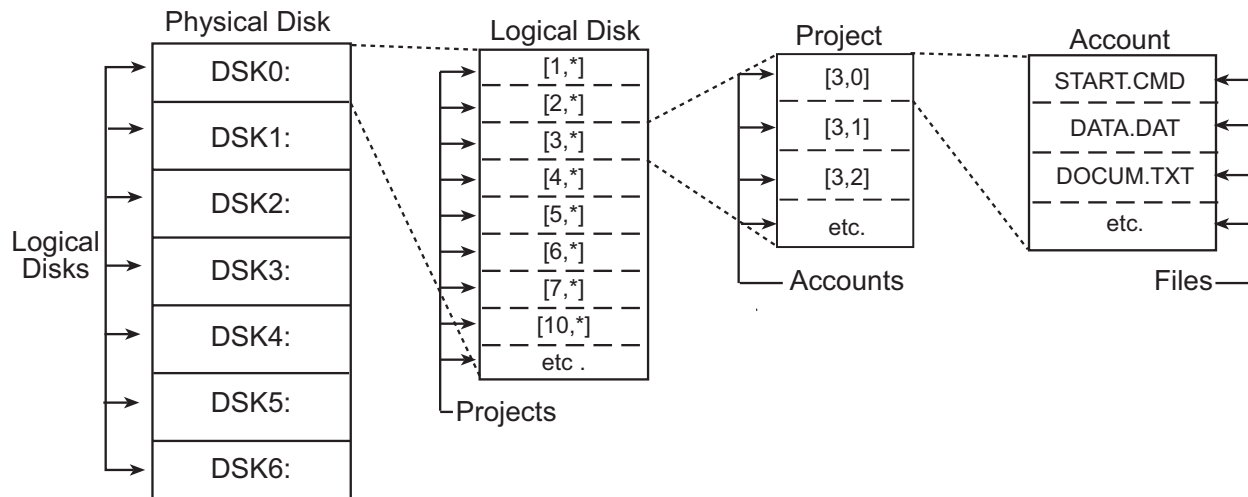 Physical Disk
DSK0:
DSK1:
DSK2:
DSK3:
DSK4:
DSK5:
DSK6:
Logical
Disks
Logical Disk
[1,*]
[2,*]
[3,*]
[4,*]
[5,*]
[6,*]
[7,*]
[10,*]
etc .
Projects
Project
[3,0]
[3,1]
[3,2]
etc.
Accounts
Account
START.CMD
DATA.DAT
DOCUM.TXT
etc.
Files